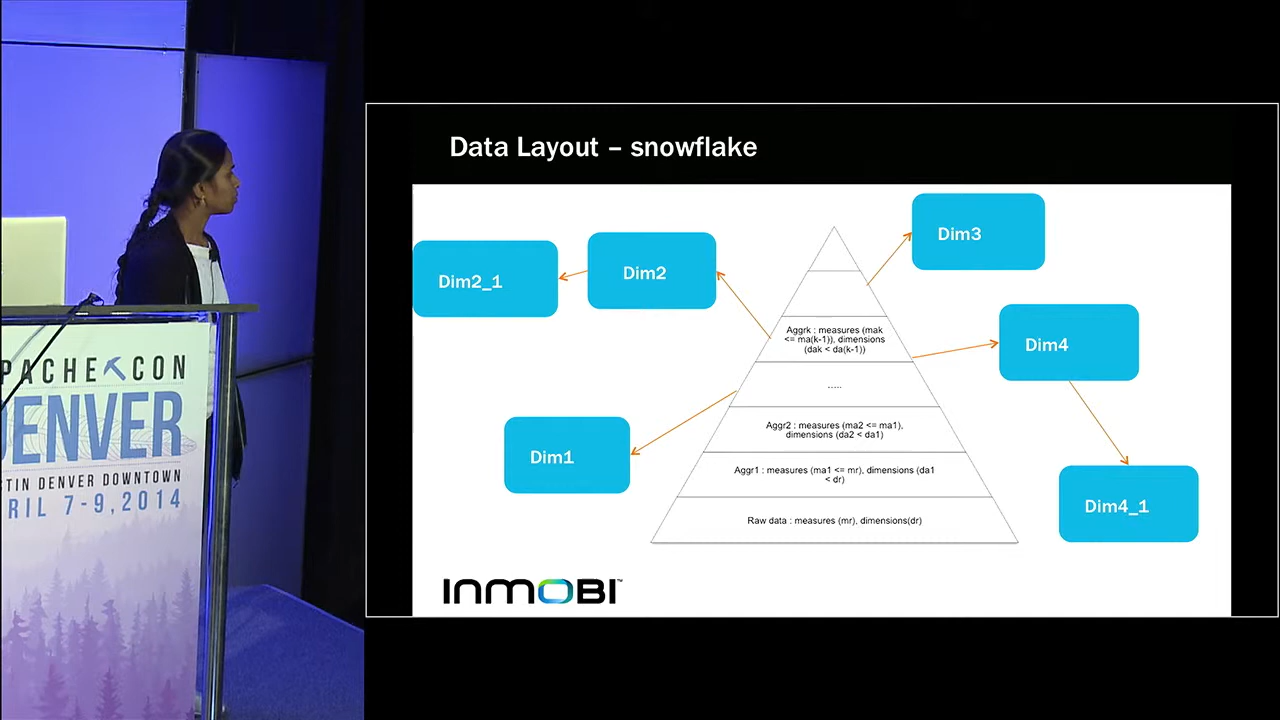 Data Layout – snowflake
Dim3
Dim2
Dim2_1
Aggrk : measures (mak
<= ma(k-1)), dimensions
(dak < da(k-1))
Dim4
.....
Aggr2 : measures (ma2 <= ma1),
dimensions (da2 < da1)
Dim1
Aggr1 : measures (ma1 <= mr), dimensions (da1
< dr)
Dim4_1
Raw data : measures (mr), dimensions(dr)
INMOBI™
PACHE CON
DENVER
TIN DENVER DOWNTOWN
RIL 7-9, 2014